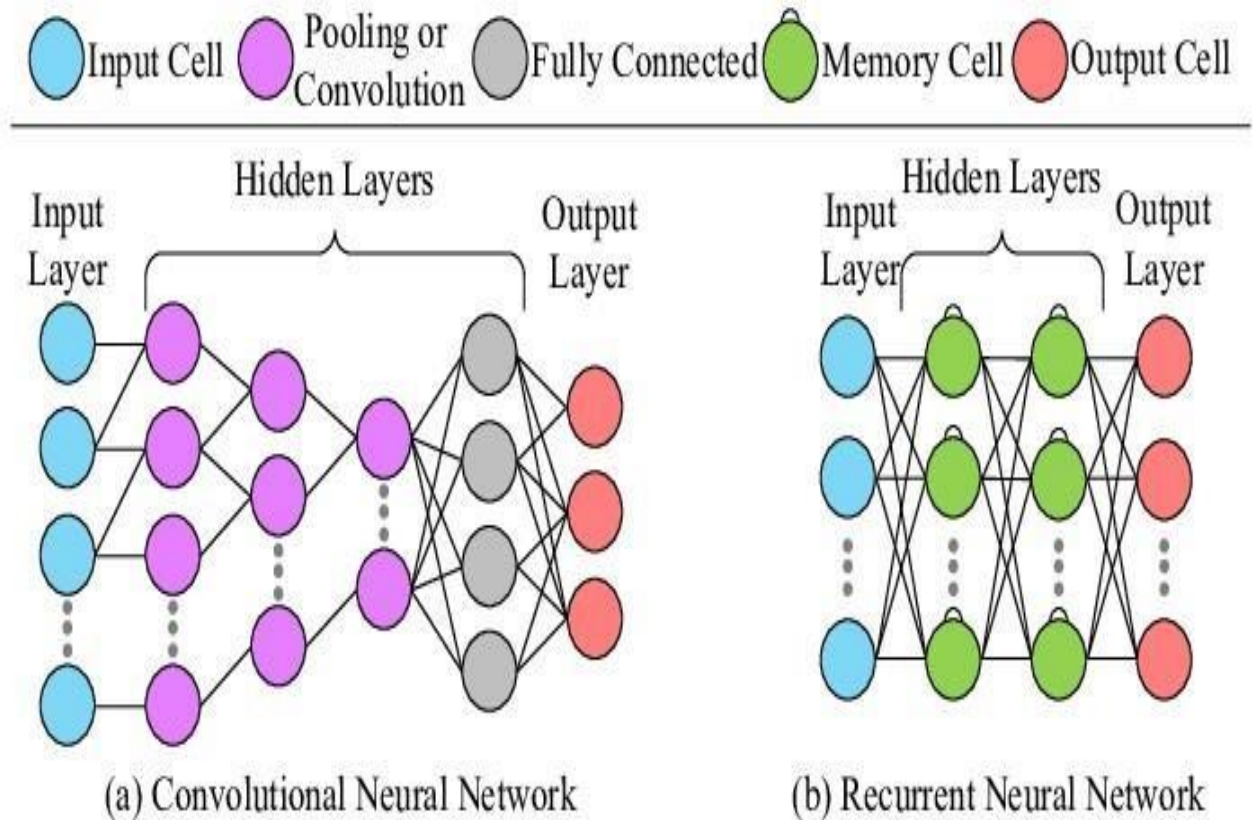 Input Cell
Pooling or
Convolution
Fully Connected
Memory Cell
Output Cell
Hidden Layers
Input
Layer
Output
Layer
(a) Convolutional Neural Network
Hidden Layers
Input
Layer
Output
Layer
(b) Recurrent Neural Network